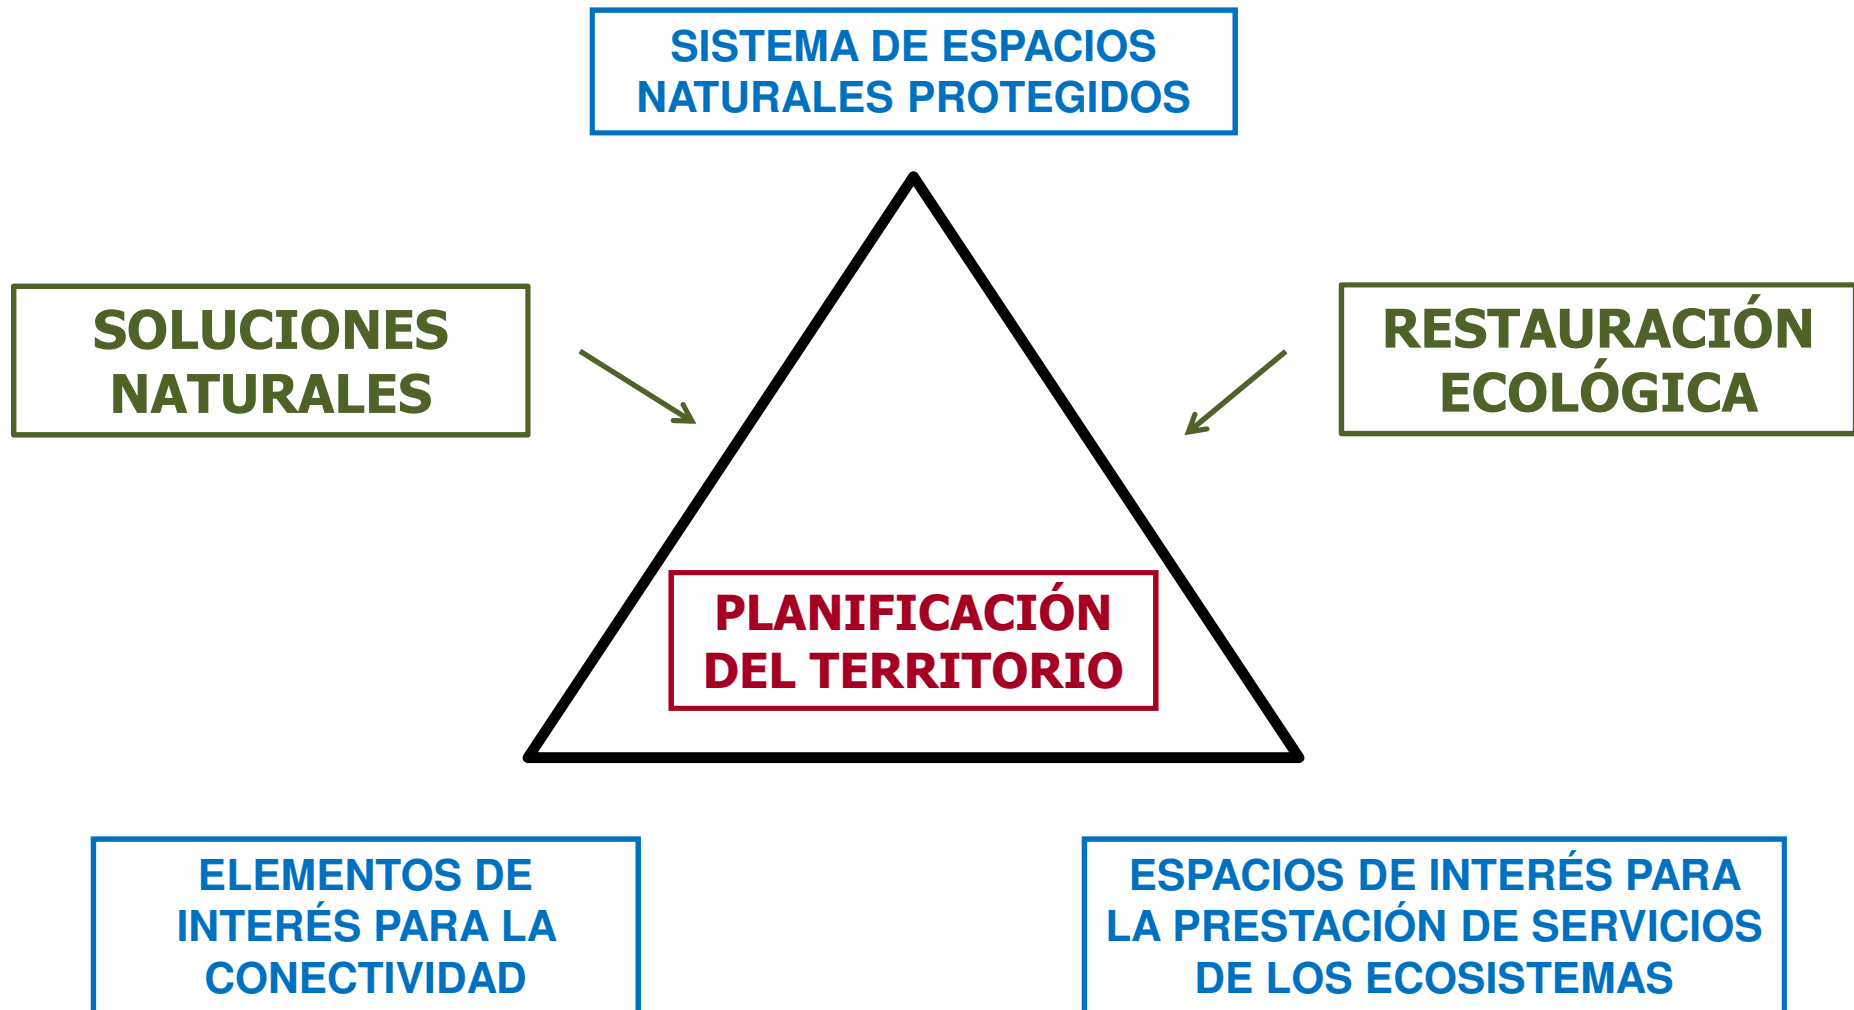 SISTEMA DE ESPACIOS
NATURALES PROTEGIDOS
SOLUCIONES
NATURALES
RESTAURACIÓN
ECOLÓGICA
PLANIFICACIÓN
DEL TERRITORIO
ELEMENTOS DE
INTERÉS PARA LA
CONECTIVIDAD
ESPACIOS DE INTERÉS PARA
LA PRESTACIÓN DE SERVICIOS
DE LOS ECOSISTEMAS